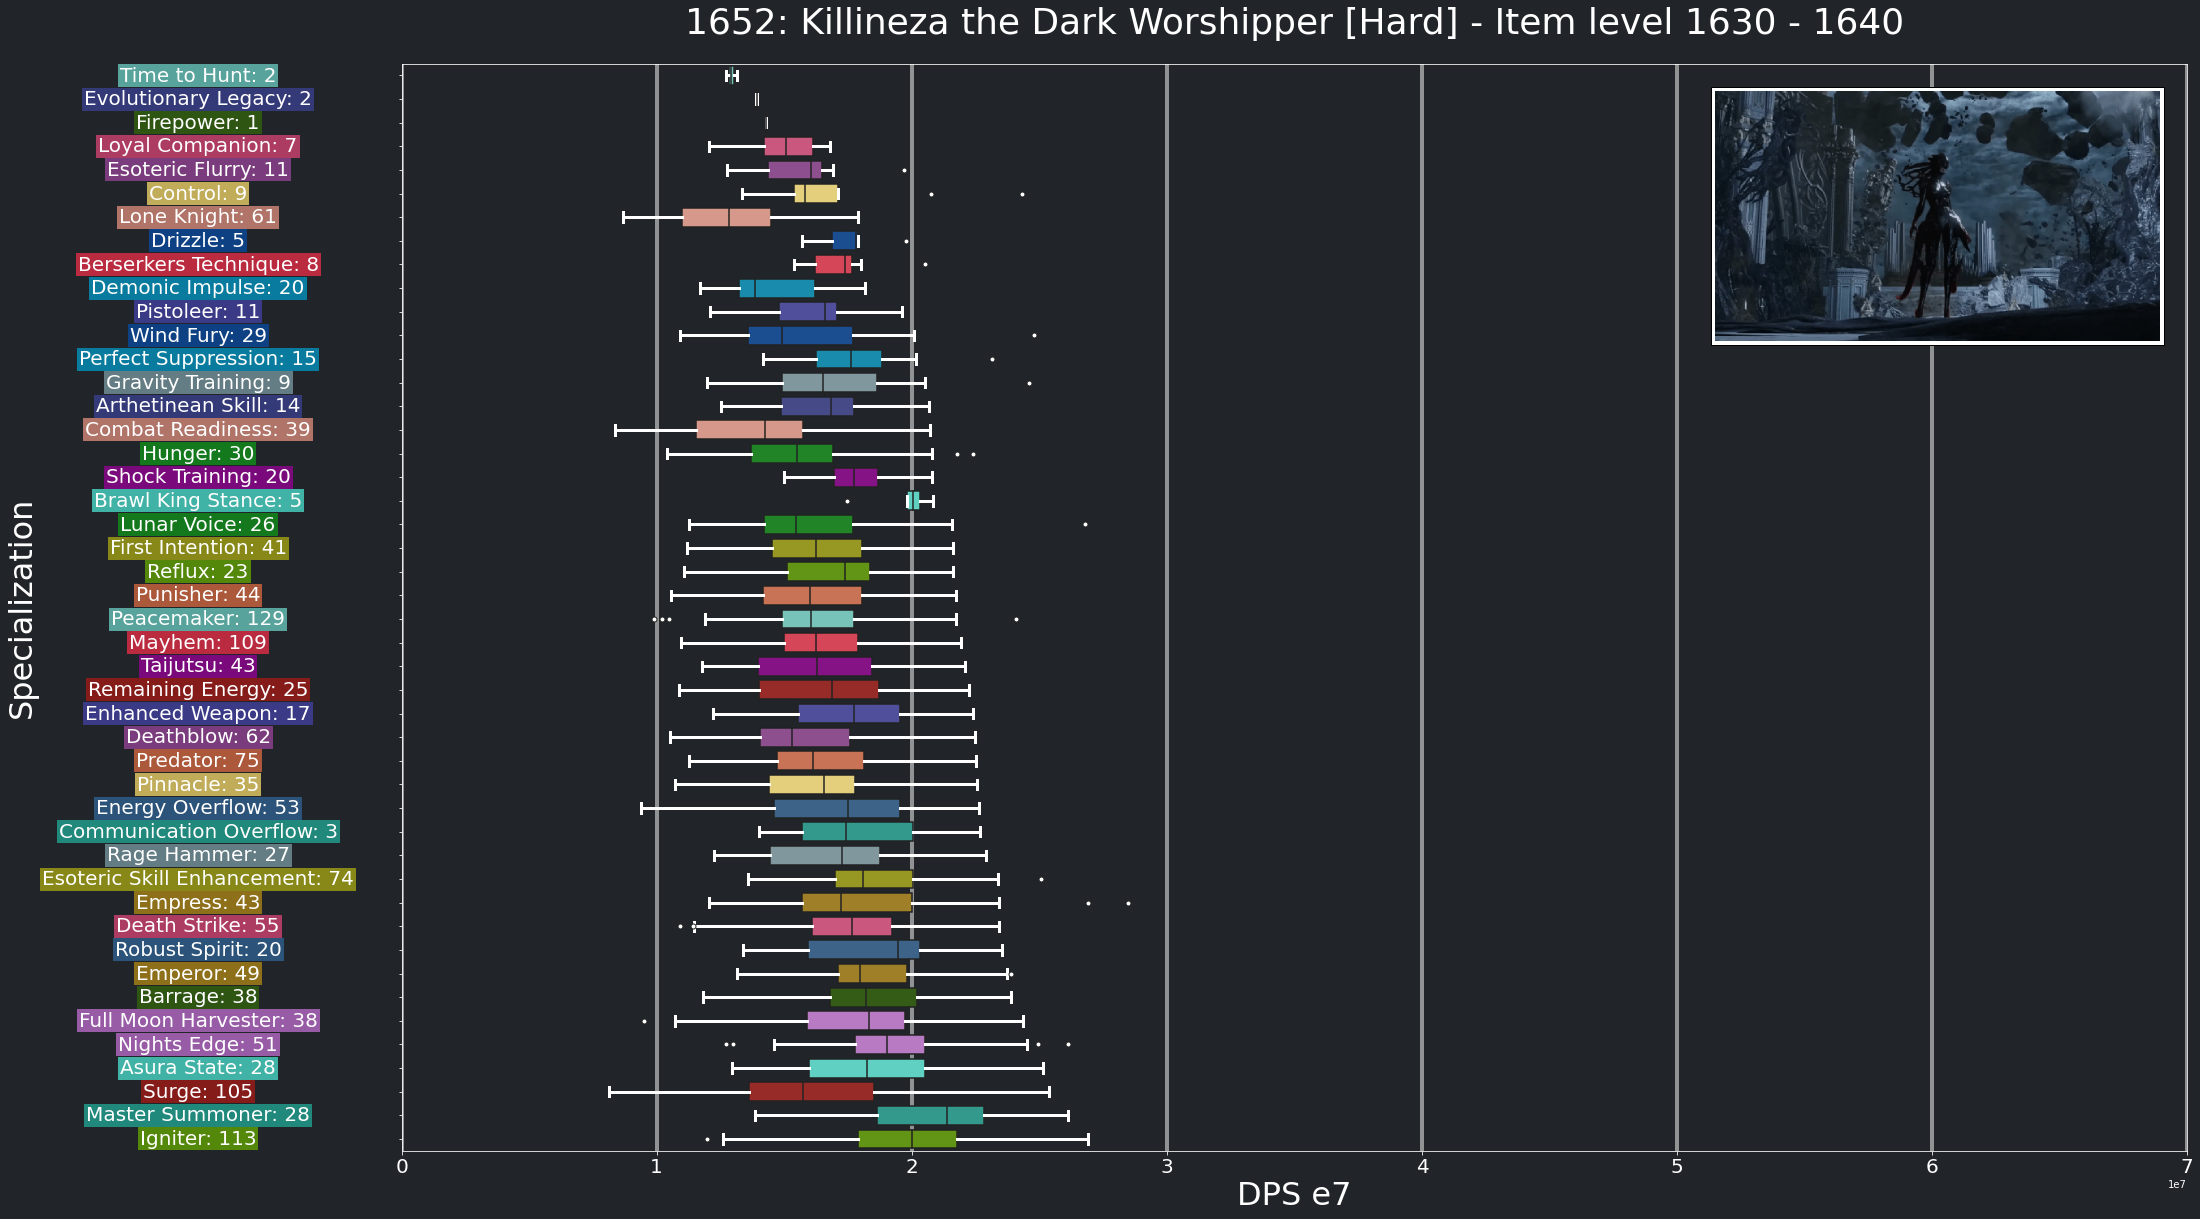 1652: Killineza the Dark Worshipper [Hard] - Item level 1630 - 1640
Specialization
Time to Hunt: 2
Evolutionary Legacy: 2
Firepower: 1
Loyal Companion: 7
Esoteric Flurry: 11
Control: 9
Lone Knight: 61
Drizzle: 5
Berserkers Technique: 8
Demonic Impulse: 20
Pistoleer: 11
Wind Fury: 29
Perfect Suppression: 15
Gravity Training: 9
Arthetinean Skill: 14
Combat Readiness: 39
Hunger: 30
Shock Training: 20
Brawl King Stance: 5
Lunar Voice: 26
First Intention: 41
Reflux: 23
Punisher: 44
Peacemaker: 129
Mayhem: 109
Taijutsu: 43
Remaining Energy: 25
Enhanced Weapon: 17
Deathblow: 62
Predator: 75
Pinnacle: 35
Energy Overflow: 53
Communication Overflow: 3
Rage Hammer: 27
Esoteric Skill Enhancement: 74
Empress: 43
Death Strike: 55
Robust Spirit: 20
Emperor: 49
Barrage: 38
Full Moon Harvester: 38
Nights Edge: 51
Asura State: 28
Surge: 105
Master Summoner: 28
Igniter: 113
0 1 2 3 4 5 6 7
1e7
DPS e7